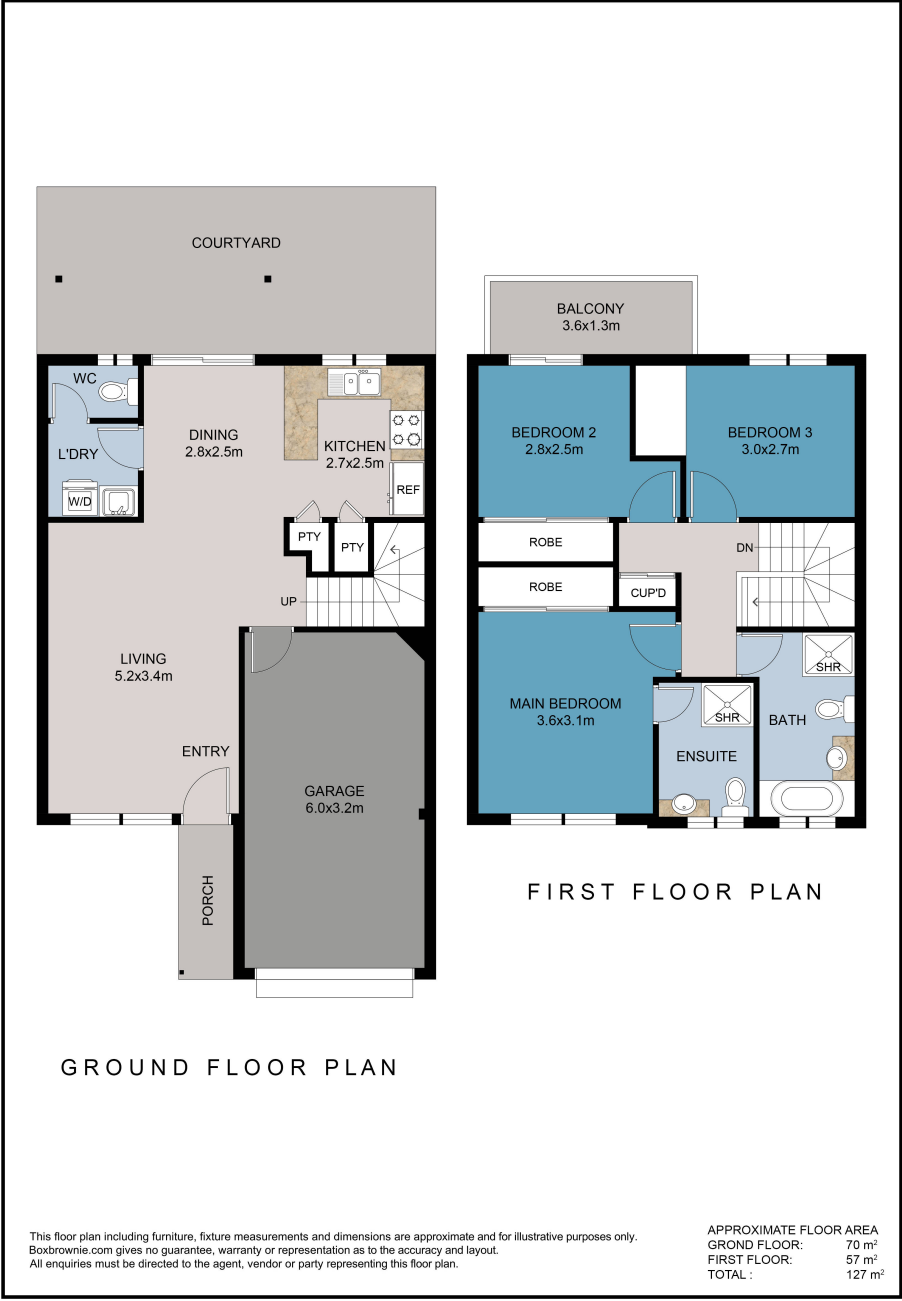 COURTYARD
WC
L'DRY
W/D
DINING
2.8x2.5m
KITCHEN
2.7x2.5m
REF
PTY
PTY
UP
LIVING
5.2x3.4m
ENTRY
GARAGE
6.0x3.2m
PORCH
GROUND FLOOR PLAN
BALCONY
3.6x1.3m
BEDROOM 2
2.8x2.5m
BEDROOM 3
3.0x2.7m
ROBE
DN
ROBE
CUP'D
MAIN BEDROOM
3.6x3.1m
SHR
SHR
BATH
ENSUITE
FIRST FLOOR PLAN
This floor plan including furniture, fixture measurements and dimensions are approximate and for illustrative purposes only.
Boxbrownie.com gives no guarantee, warranty or representation as to the accuracy and layout.
All enquiries must be directed to the agent, vendor or party representing this floor plan.
APPROXIMATE FLOOR AREA
GROND FLOOR: 70 m²
FIRST FLOOR: 57 m²
TOTAL : 127 m²